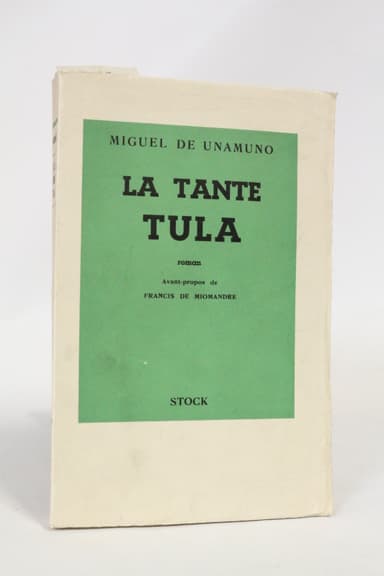 MIGUEL DE UNAMUNO
LA TANTE
TULA
roman
Avant-propos de
FRANCIS DE MIOMANDRE
STOCK